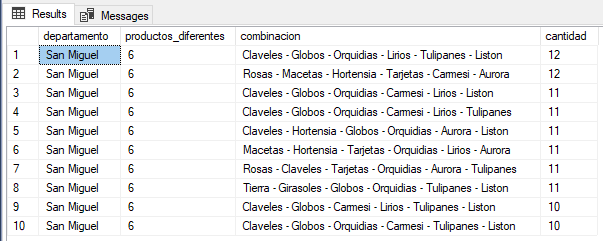 Results Messages
departamento productos_diferentes combinacion cantidad
1 San Miguel 6 Claveles - Globos - Orquidias - Lirios - Tulipanes - Liston 12
2 San Miguel 6 Rosas - Macetas - Hortensia - Tarjetas - Carmesi - Aurora 12
3 San Miguel 6 Claveles - Globos - Orquidias - Carmesi - Lirios - Liston 11
4 San Miguel 6 Claveles - Globos - Orquidias - Carmesi - Lirios - Tulipanes 11
5 San Miguel 6 Claveles - Hortensia - Globos - Orquidias - Aurora - Liston 11
6 San Miguel 6 Macetas - Hortensia - Tarjetas - Orquidias - Lirios - Aurora 11
7 San Miguel 6 Rosas - Claveles - Tarjetas - Orquidias - Aurora - Tulipanes 11
8 San Miguel 6 Tierra - Girasoles - Globos - Orquidias - Tulipanes - Liston 11
9 San Miguel 6 Claveles - Globos - Carmesi - Lirios - Tulipanes - Liston 10
10 San Miguel 6 Claveles - Globos - Orquidias - Carmesi - Tulipanes - Liston 10